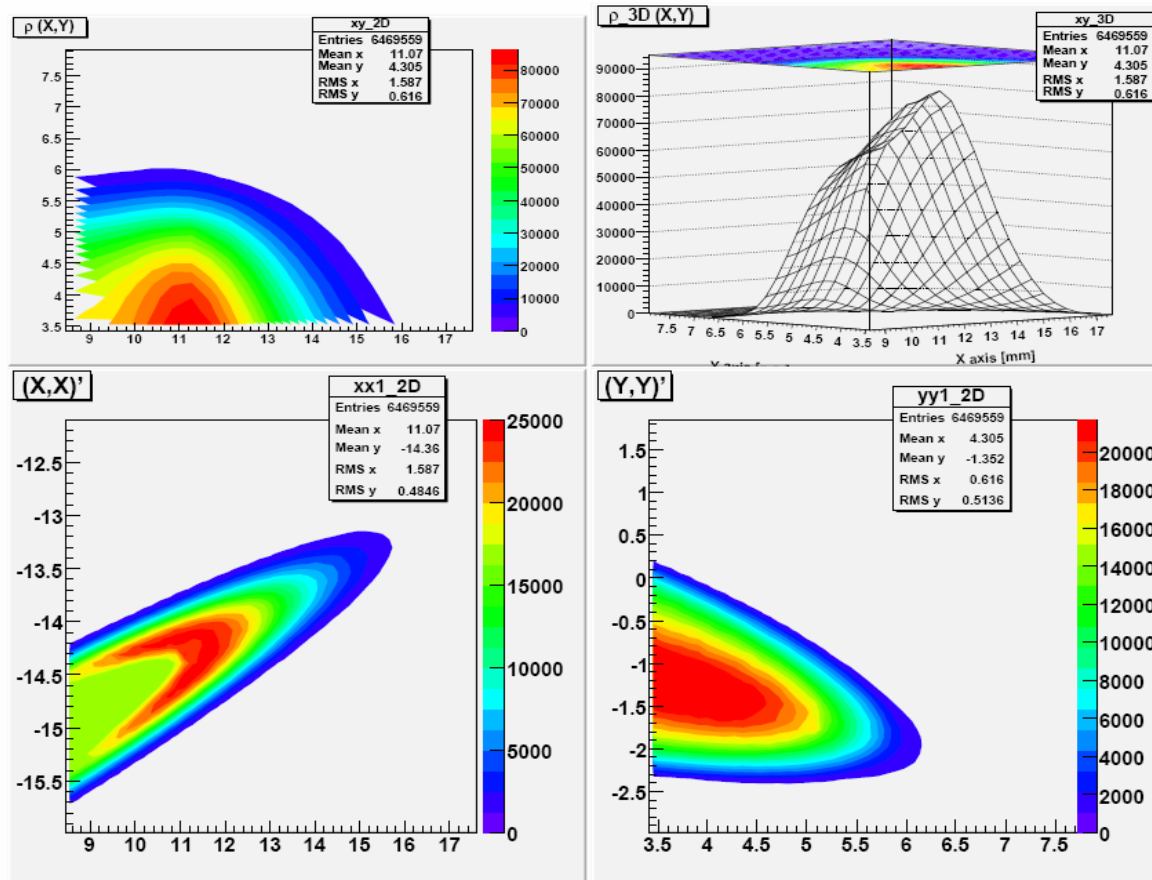 ρ (X,Y)
xy_2D
Entries 6469559
Mean x 11.07
Mean y 4.305
RMS x 1.587
RMS y 0.616
7.5
7
6.5
6
5.5
5
4.5
4
3.5
9 10 11 12 13 14 15 16 17
80000
70000
60000
50000
40000
30000
20000
10000
0
ρ_3D (X,Y)
xy_3D
Entries 6469559
Mean x 11.07
Mean y 4.305
RMS x 1.587
RMS y 0.616
90000
80000
70000
60000
50000
40000
30000
20000
10000
0
7.5 7 6.5 6 5.5 5 4.5 4 3.5
9 10 11 12 13 14 15 16 17
X axis [mm]
(X,X)'
xx1_2D
Entries 6469559
Mean x 11.07
Mean y -14.36
RMS x 1.587
RMS y 0.4846
-12.5
-13
-13.5
-14
-14.5
-15
-15.5
9 10 11 12 13 14 15 16 17
25000
20000
15000
10000
5000
0
(Y,Y)'
yy1_2D
Entries 6469559
Mean x 4.305
Mean y -1.352
RMS x 0.616
RMS y 0.5136
1.5
1
0.5
0
-0.5
-1
-1.5
-2
-2.5
3.5 4 4.5 5 5.5 6 6.5 7 7.5
20000
18000
16000
14000
12000
10000
8000
6000
4000
2000
0